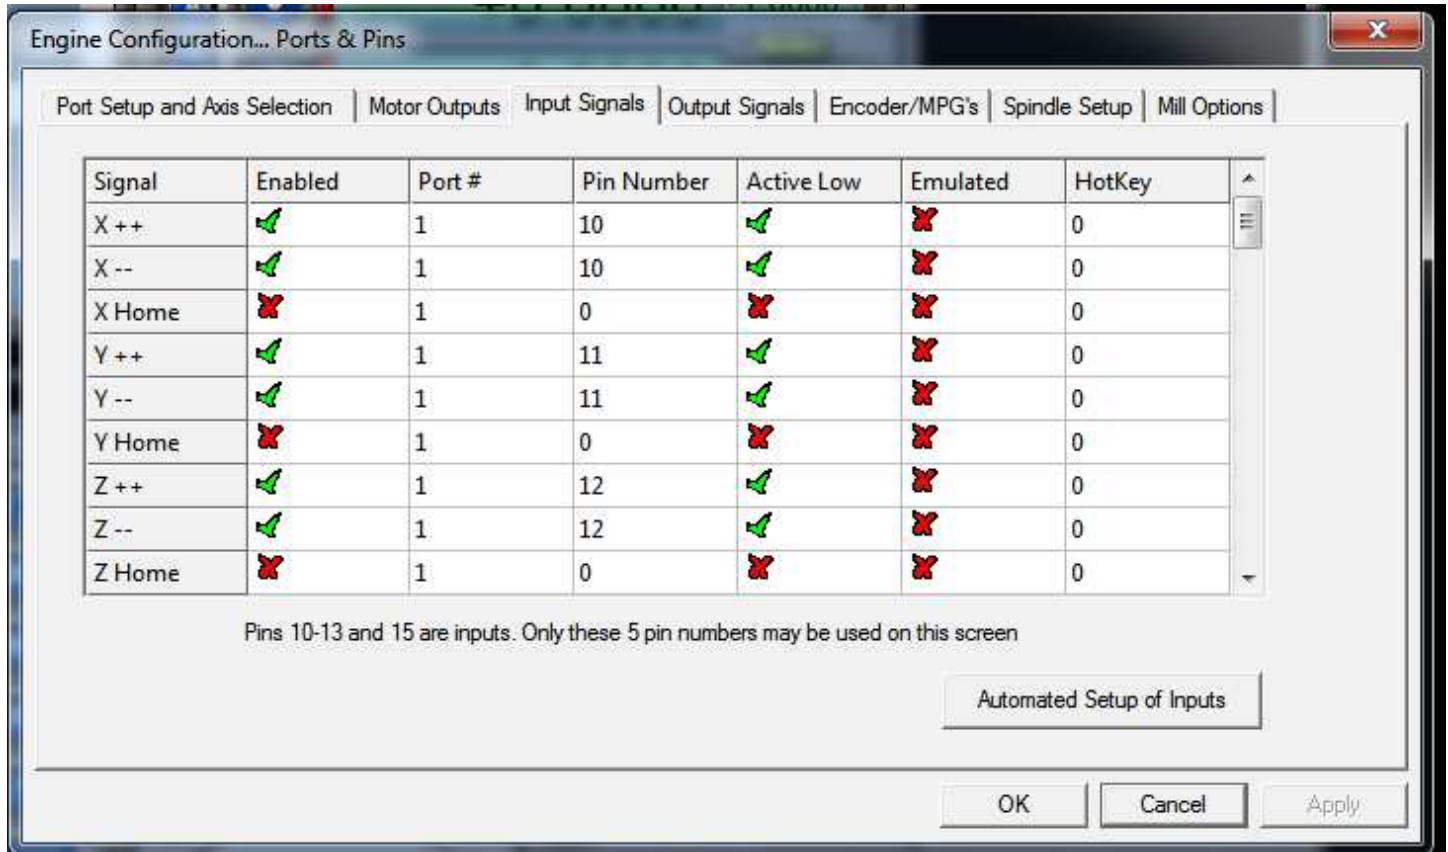 Engine Configuration... Ports & Pins
Port Setup and Axis Selection Motor Outputs Input Signals Output Signals Encoder/MPG's Spindle Setup Mill Options
Signal Enabled Port # Pin Number Active Low Emulated HotKey
X ++ 1 10 0
X -- 1 10 0
X Home 1 0 0
Y ++ 1 11 0
Y -- 1 11 0
Y Home 1 0 0
Z ++ 1 12 0
Z -- 1 12 0
Z Home 1 0 0
Pins 10-13 and 15 are inputs. Only these 5 pin numbers may be used on this screen
Automated Setup of Inputs
OK Cancel Apply